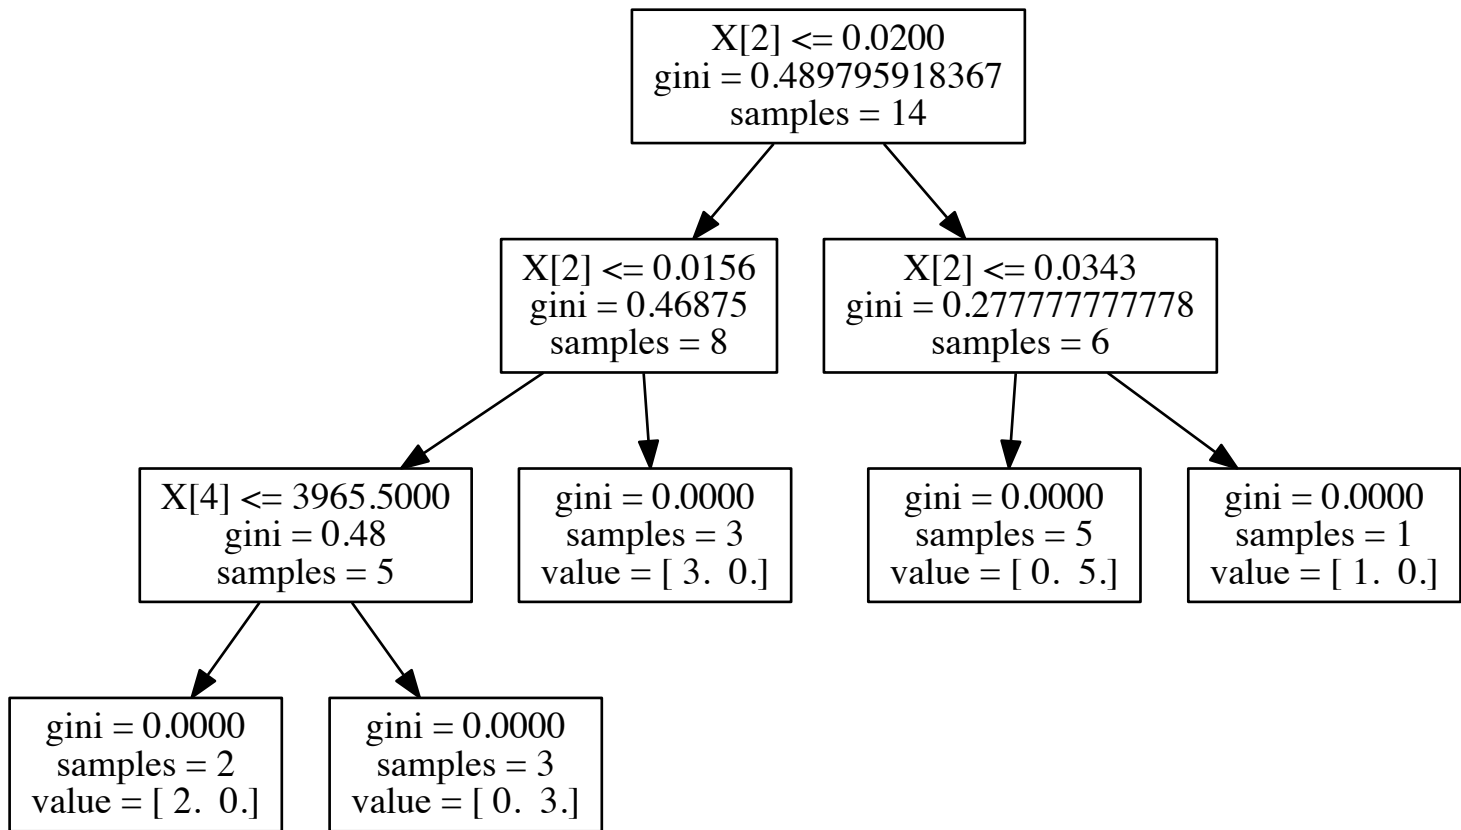 X[2] <= 0.0200
gini = 0.489795918367
samples = 14
X[2] <= 0.0156
gini = 0.46875
samples = 8
X[2] <= 0.0343
gini = 0.277777777778
samples = 6
X[4] <= 3965.5000
gini = 0.48
samples = 5
gini = 0.0000
samples = 3
value = [ 3.  0.]
gini = 0.0000
samples = 5
value = [ 0.  5.]
gini = 0.0000
samples = 1
value = [ 1.  0.]
gini = 0.0000
samples = 2
value = [ 2.  0.]
gini = 0.0000
samples = 3
value = [ 0.  3.]